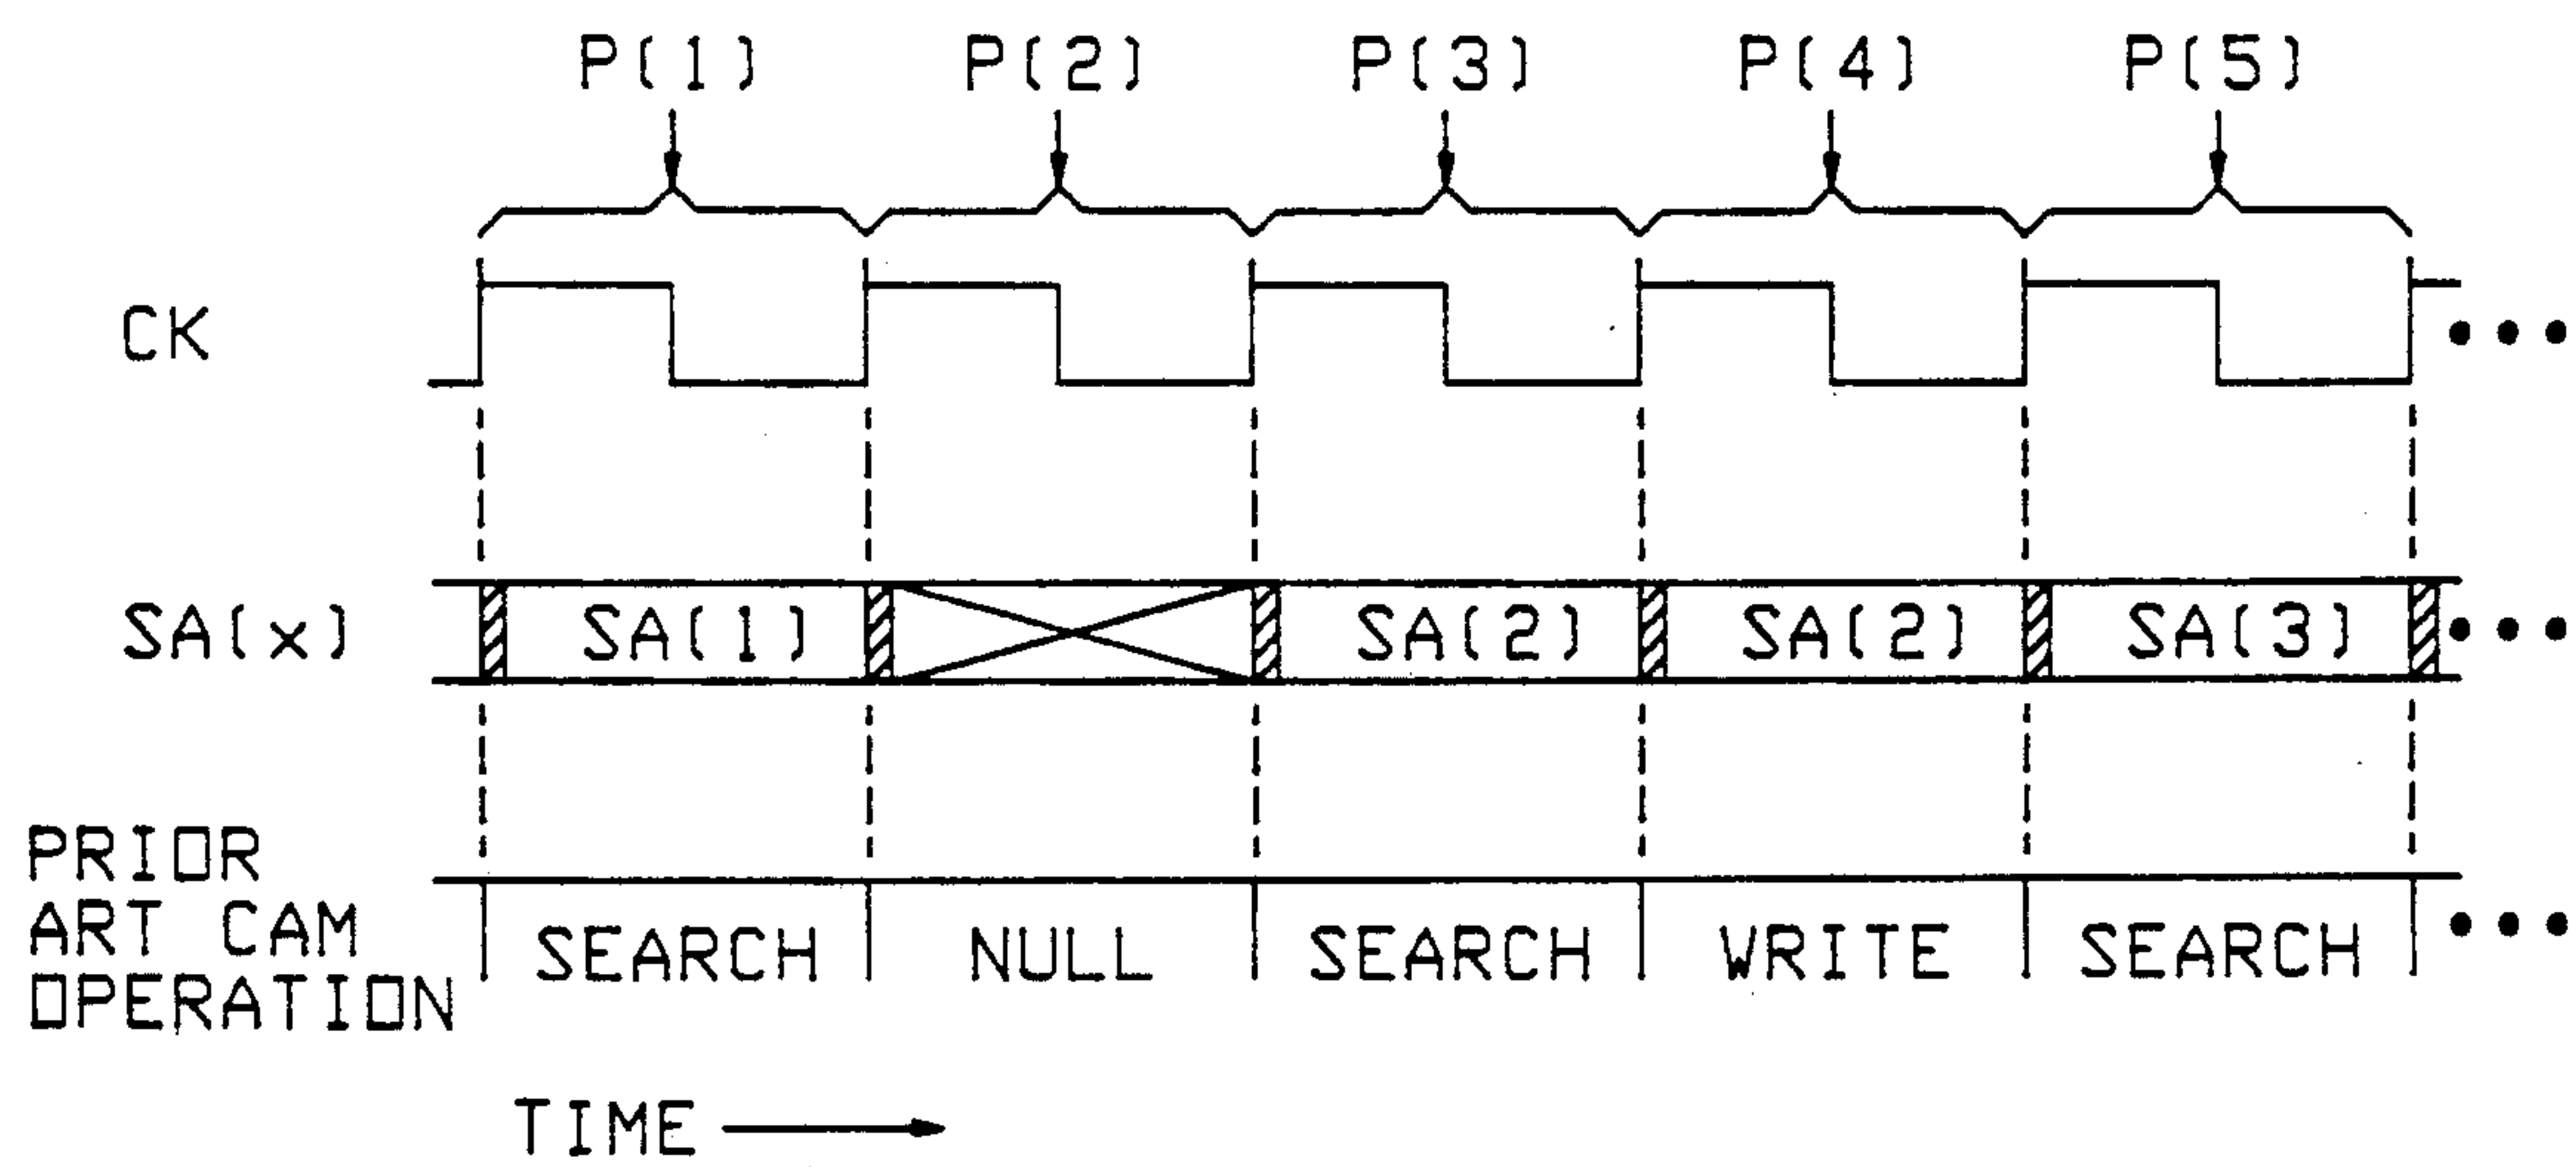 P(1) P(2) P(3) P(4) P(5)
CK
SA(x) SA(1) SA(2) SA(2) SA(3)
PRIOR
ART CAM
OPERATION
SEARCH NULL SEARCH WRITE SEARCH
TIME